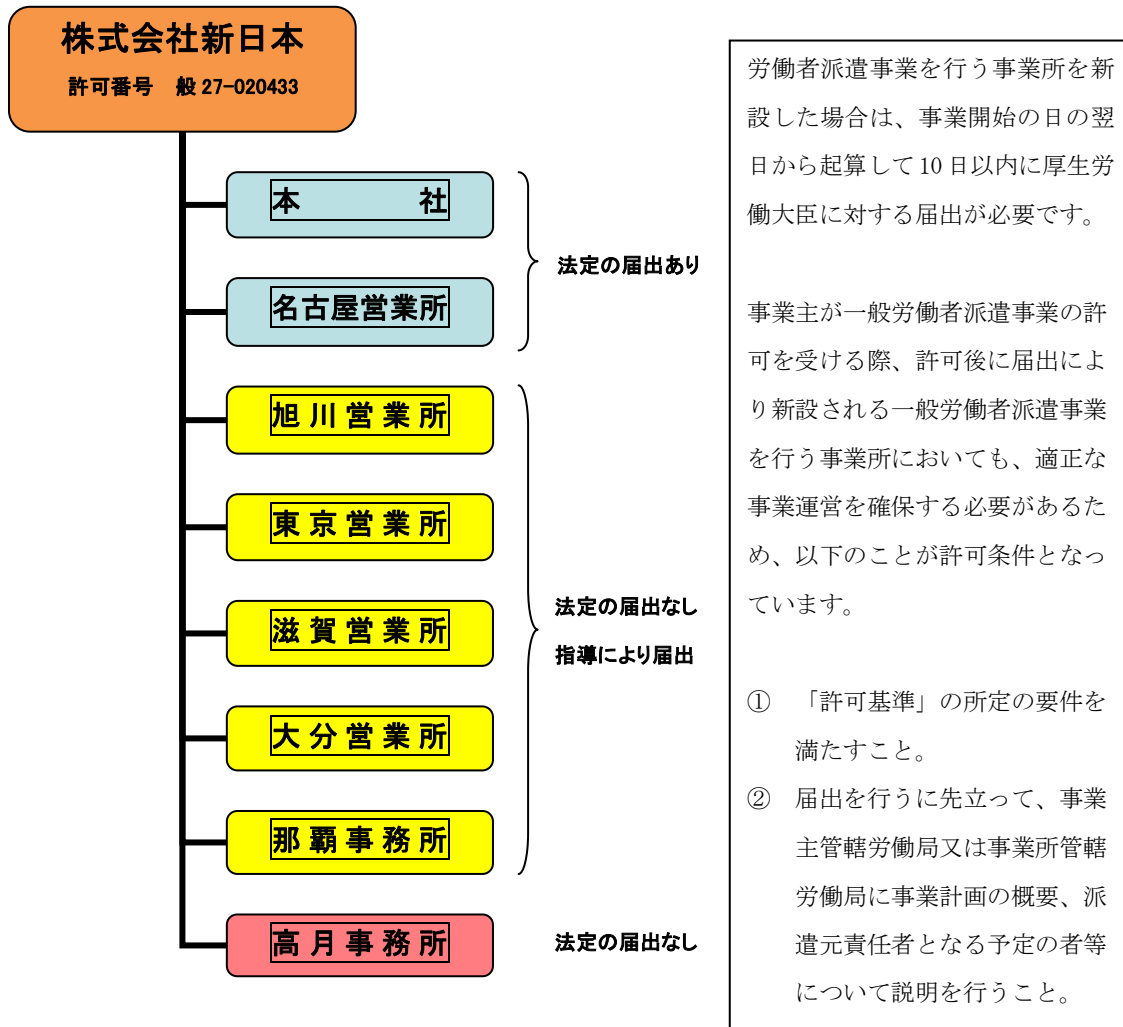 株式会社新日本
許可番号 般 27-020433
本 社
名古屋営業所
法定の届出あり
旭 川 営 業 所
東 京 営 業 所
滋 賀 営 業 所
大 分 営 業 所
那 覇 事 務 所
法定の届出なし
指導により届出
高 月 事 務 所
法定の届出なし
労働者派遣事業を行う事業所を新
設した場合は、事業開始の日の翌
日から起算して 10 日以内に厚生労
働大臣に対する届出が必要です。
事業主が一般労働者派遣事業の許
可を受ける際、許可後に届出によ
り新設される一般労働者派遣事業
を行う事業所においても、適正な
事業運営を確保する必要があるた
め、以下のことが許可条件となっ
ています。
① 「許可基準」の所定の要件を
満たすこと。
② 届出を行うに先立って、事業
主管轄労働局又は事業所管轄
労働局に事業計画の概要、派
遣元責任者となる予定の者等
について説明を行うこと。